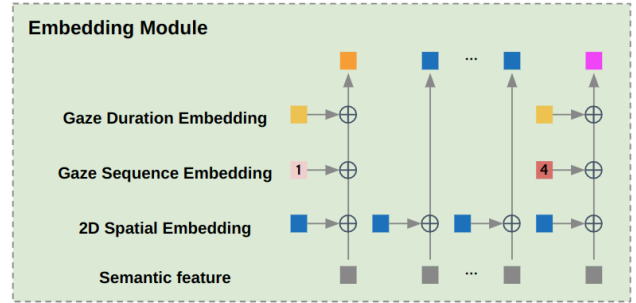 Embedding Module
...
Gaze Duration Embedding
Gaze Sequence Embedding 1 4
2D Spatial Embedding
Semantic feature ...